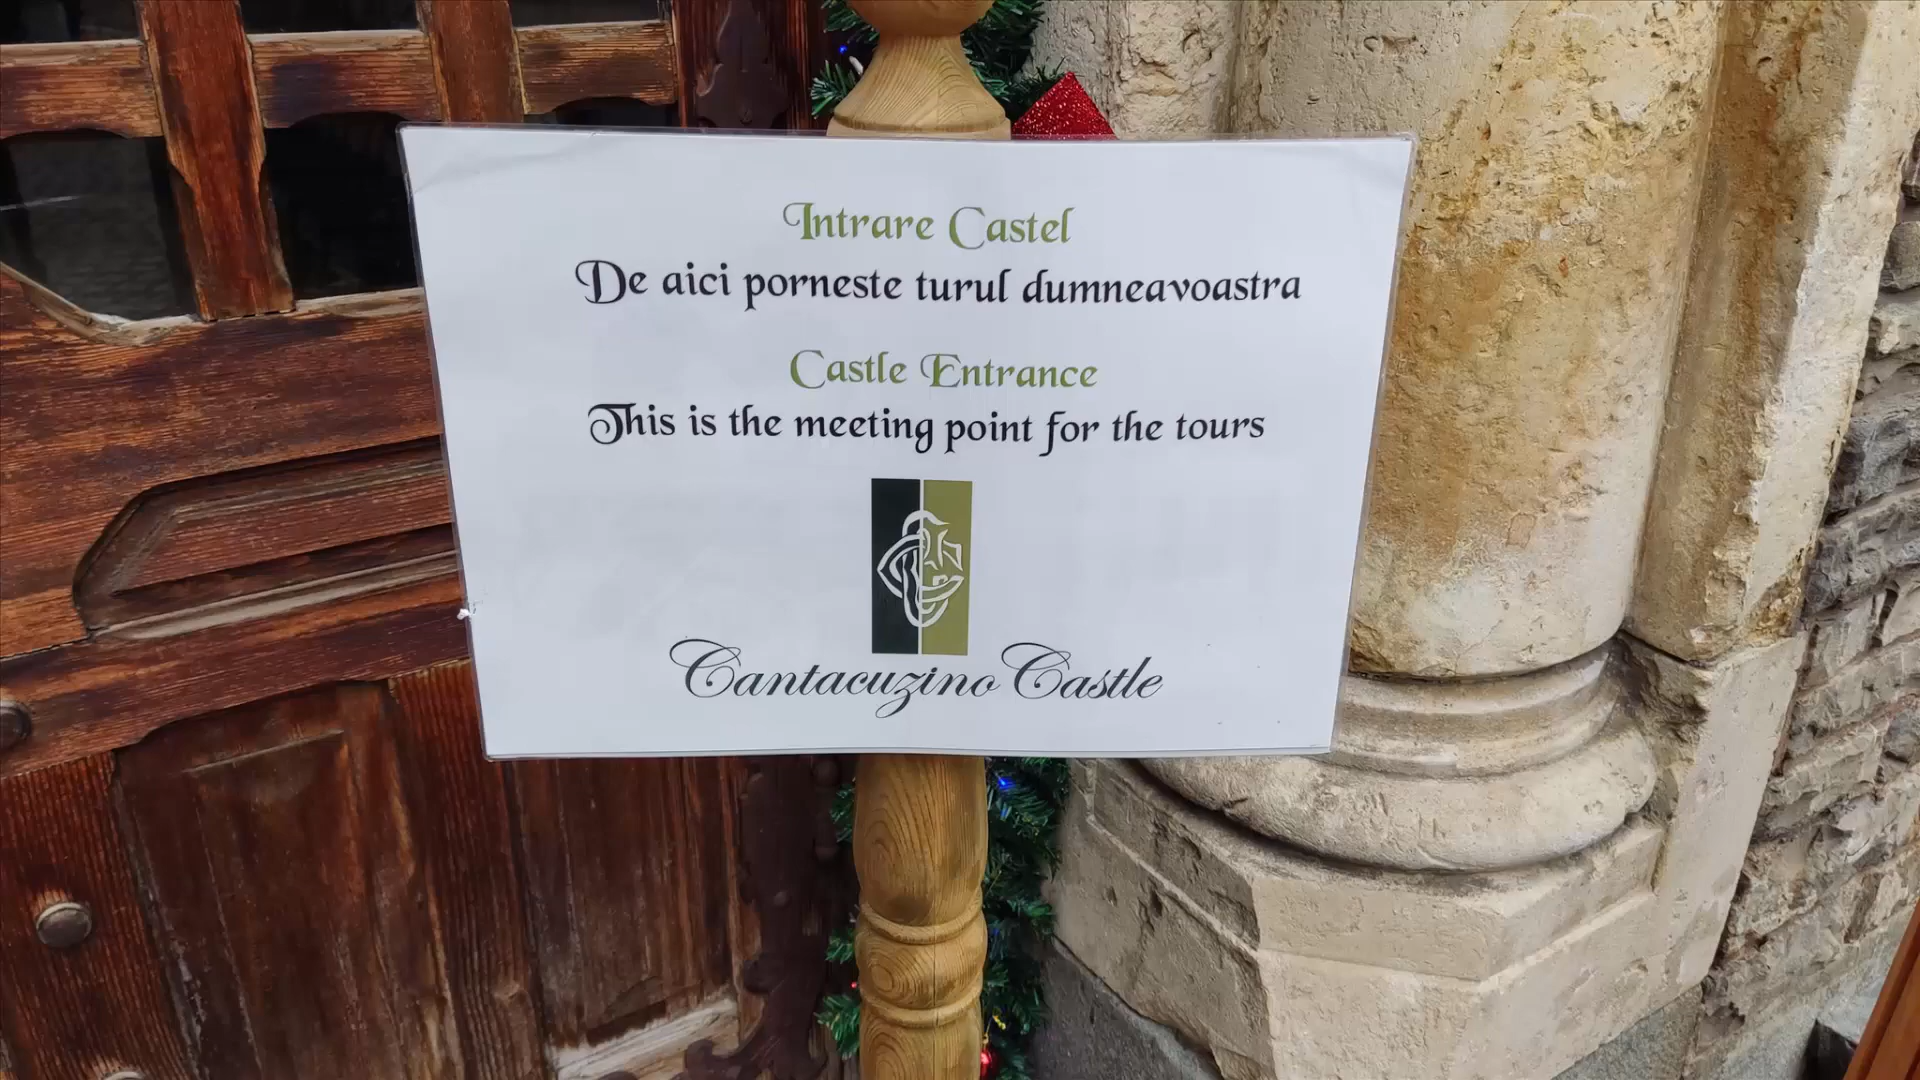 Intrare Castel
De aici porneste turul dumneavoastra
Castle Entrance
This is the meeting point for the tours
Cantacuzino Castle